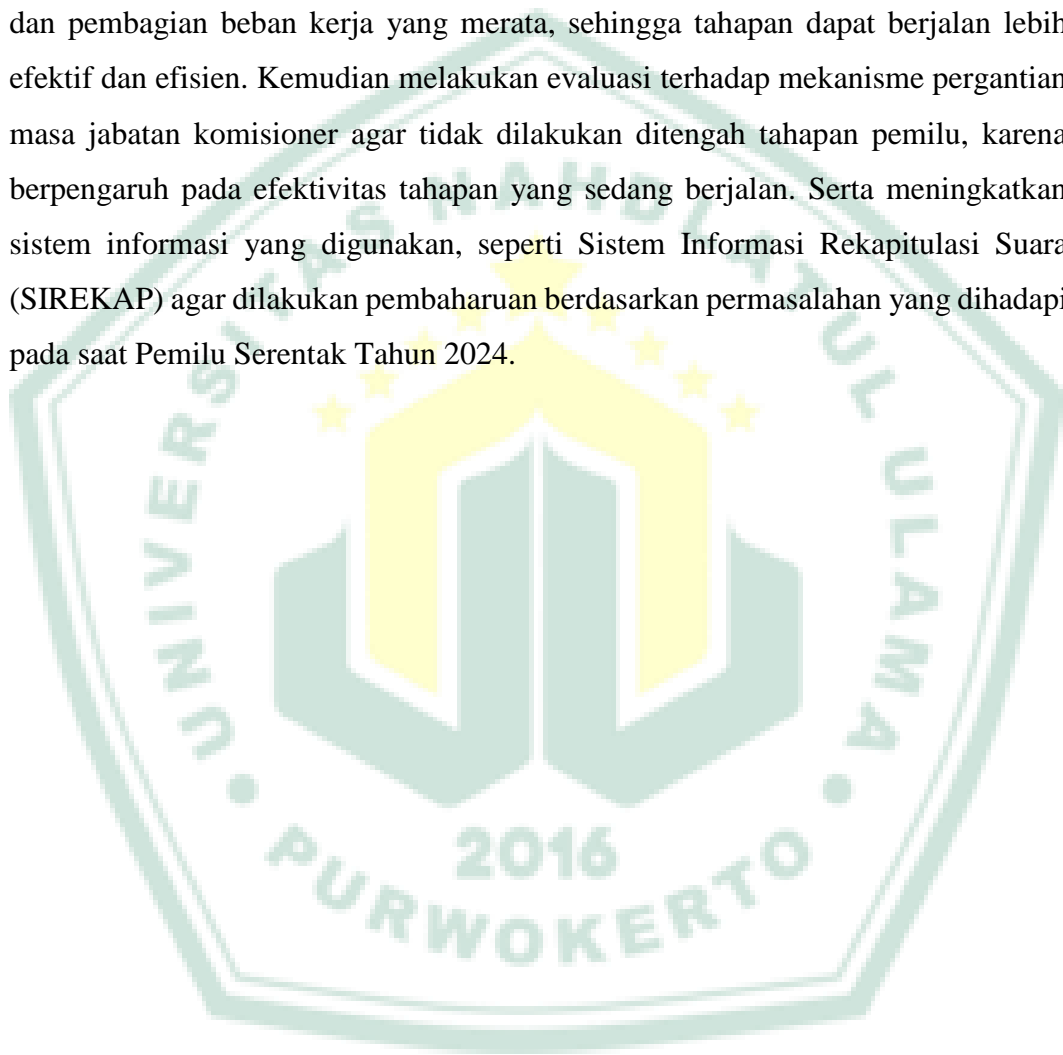 dan pembagian beban kerja yang merata, sehingga tahapan dapat berjalan lebih
efektif dan efisien. Kemudian melakukan evaluasi terhadap mekanisme pergantian
masa jabatan komisioner agar tidak dilakukan ditengah tahapan pemilu, karena
berpengaruh pada efektivitas tahapan yang sedang berjalan. Serta meningkatkan
sistem informasi yang digunakan, seperti Sistem Informasi Rekapitulasi Suara
(SIREKAP) agar dilakukan pembaharuan berdasarkan permasalahan yang dihadapi
pada saat Pemilu Serentak Tahun 2024.
UNIVERSITAS NAHDLATUL ULAMA
2016
PURWOKERTO